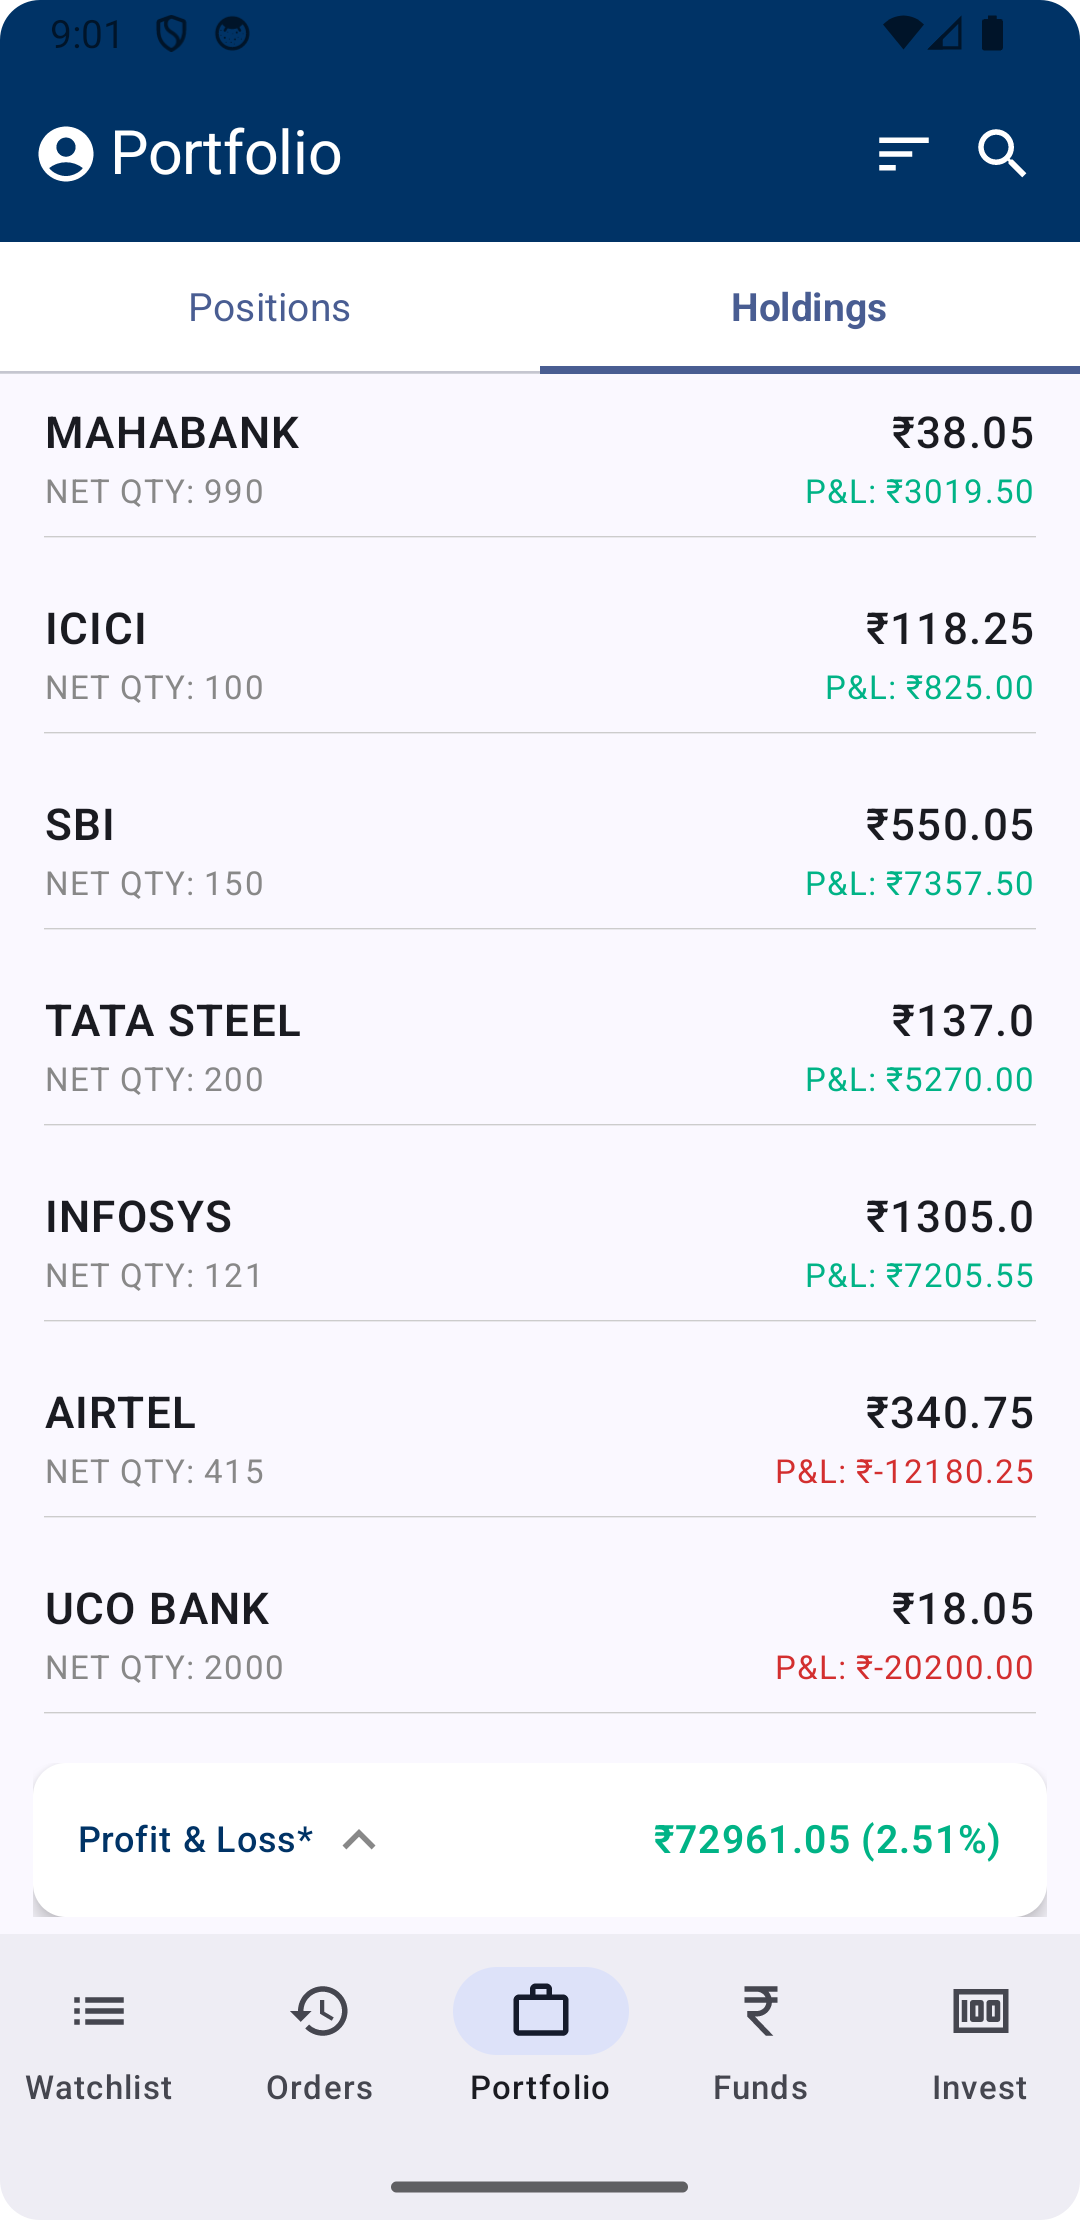 9:01
Portfolio
Positions
Holdings
MAHABANK
₹38.05
NET QTY: 990
P&L: ₹3019.50
ICICI
₹118.25
NET QTY: 100
P&L: ₹825.00
SBI
₹550.05
NET QTY: 150
P&L: ₹7357.50
TATA STEEL
₹137.0
NET QTY: 200
P&L: ₹5270.00
INFOSYS
₹1305.0
NET QTY: 121
P&L: ₹7205.55
AIRTEL
₹340.75
NET QTY: 415
P&L: ₹-12180.25
UCO BANK
₹18.05
NET QTY: 2000
P&L: ₹-20200.00
Profit & Loss*
₹72961.05 (2.51%)
₹
100
Watchlist
Orders
Portfolio
Funds
Invest